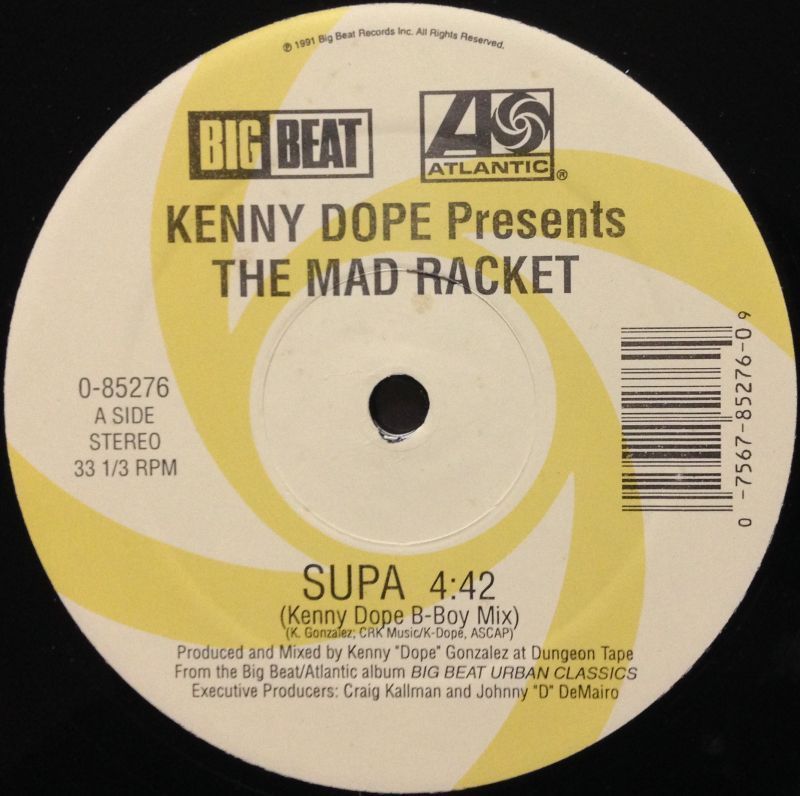 ℗ 1991 Big Beat Records Inc. All Rights Reserved.
BIG BEAT
A
ATLANTIC®
KENNY DOPE Presents
THE MAD RACKET
0-85276
A SIDE
STEREO
33 1/3 RPM
0 -7567-85276-0 9
SUPA 4:42
(Kenny Dope B-Boy Mix)
(K. Gonzalez; CRK Music/K-Dope, ASCAP)
Produced and Mixed by Kenny "Dope" Gonzalez at Dungeon Tape
From the Big Beat/Atlantic album BIG BEAT URBAN CLASSICS
Executive Producers: Craig Kallman and Johnny "D" DeMairo